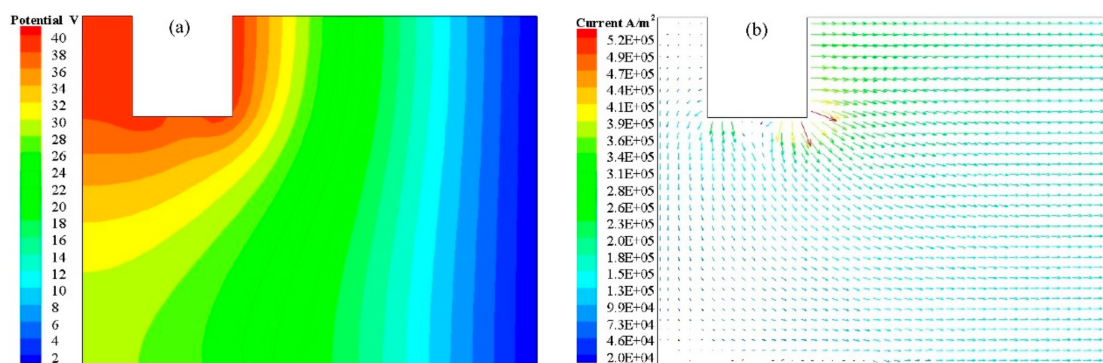 Potential V
40
38
36
34
32
30
28
26
24
22
20
18
16
14
12
10
8
6
4
2
(a)
Current A/m²
5.2E+05
4.9E+05
4.7E+05
4.4E+05
4.1E+05
3.9E+05
3.6E+05
3.4E+05
3.1E+05
2.8E+05
2.6E+05
2.3E+05
2.0E+05
1.8E+05
1.5E+05
1.3E+05
9.9E+04
7.3E+04
4.6E+04
2.0E+04
(b)